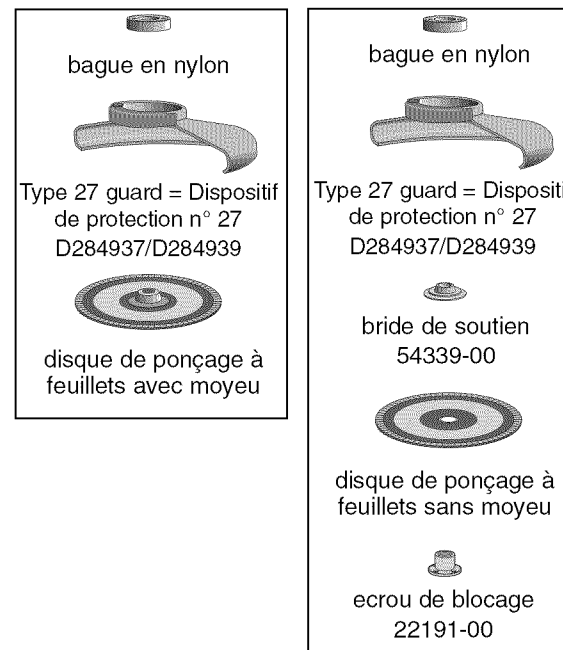 bague en nylon
Type 27 guard = Dispositif
de protection n° 27
D284937/D284939
disque de ponçage à
feuillets avec moyeu
bague en nylon
Type 27 guard = Dispositi
de protection n° 27
D284937/D284939
bride de soutien
54339-00
disque de ponçage à
feuillets sans moyeu
ecrou de blocage
22191-00